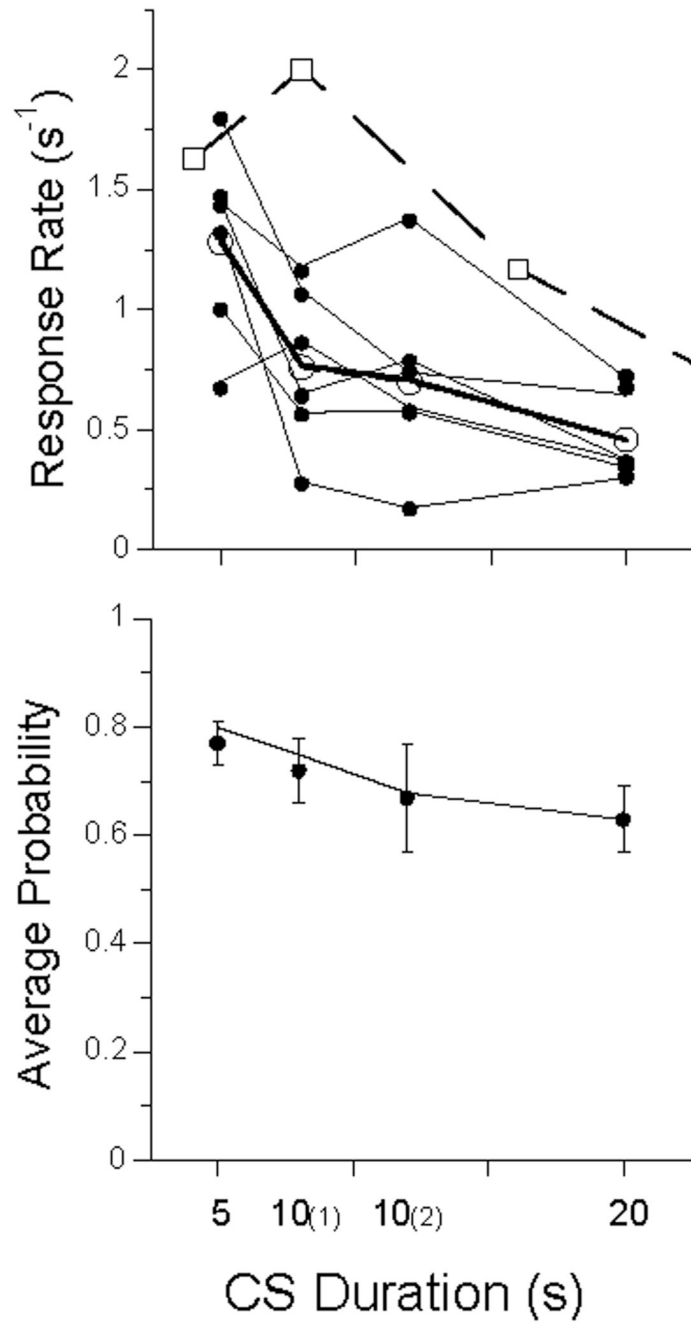 Response Rate (s⁻¹)
2
1.5
1
0.5
0
Average Probability
1
0.8
0.6
0.4
0.2
0
5 10(1) 10(2) 20
CS Duration (s)